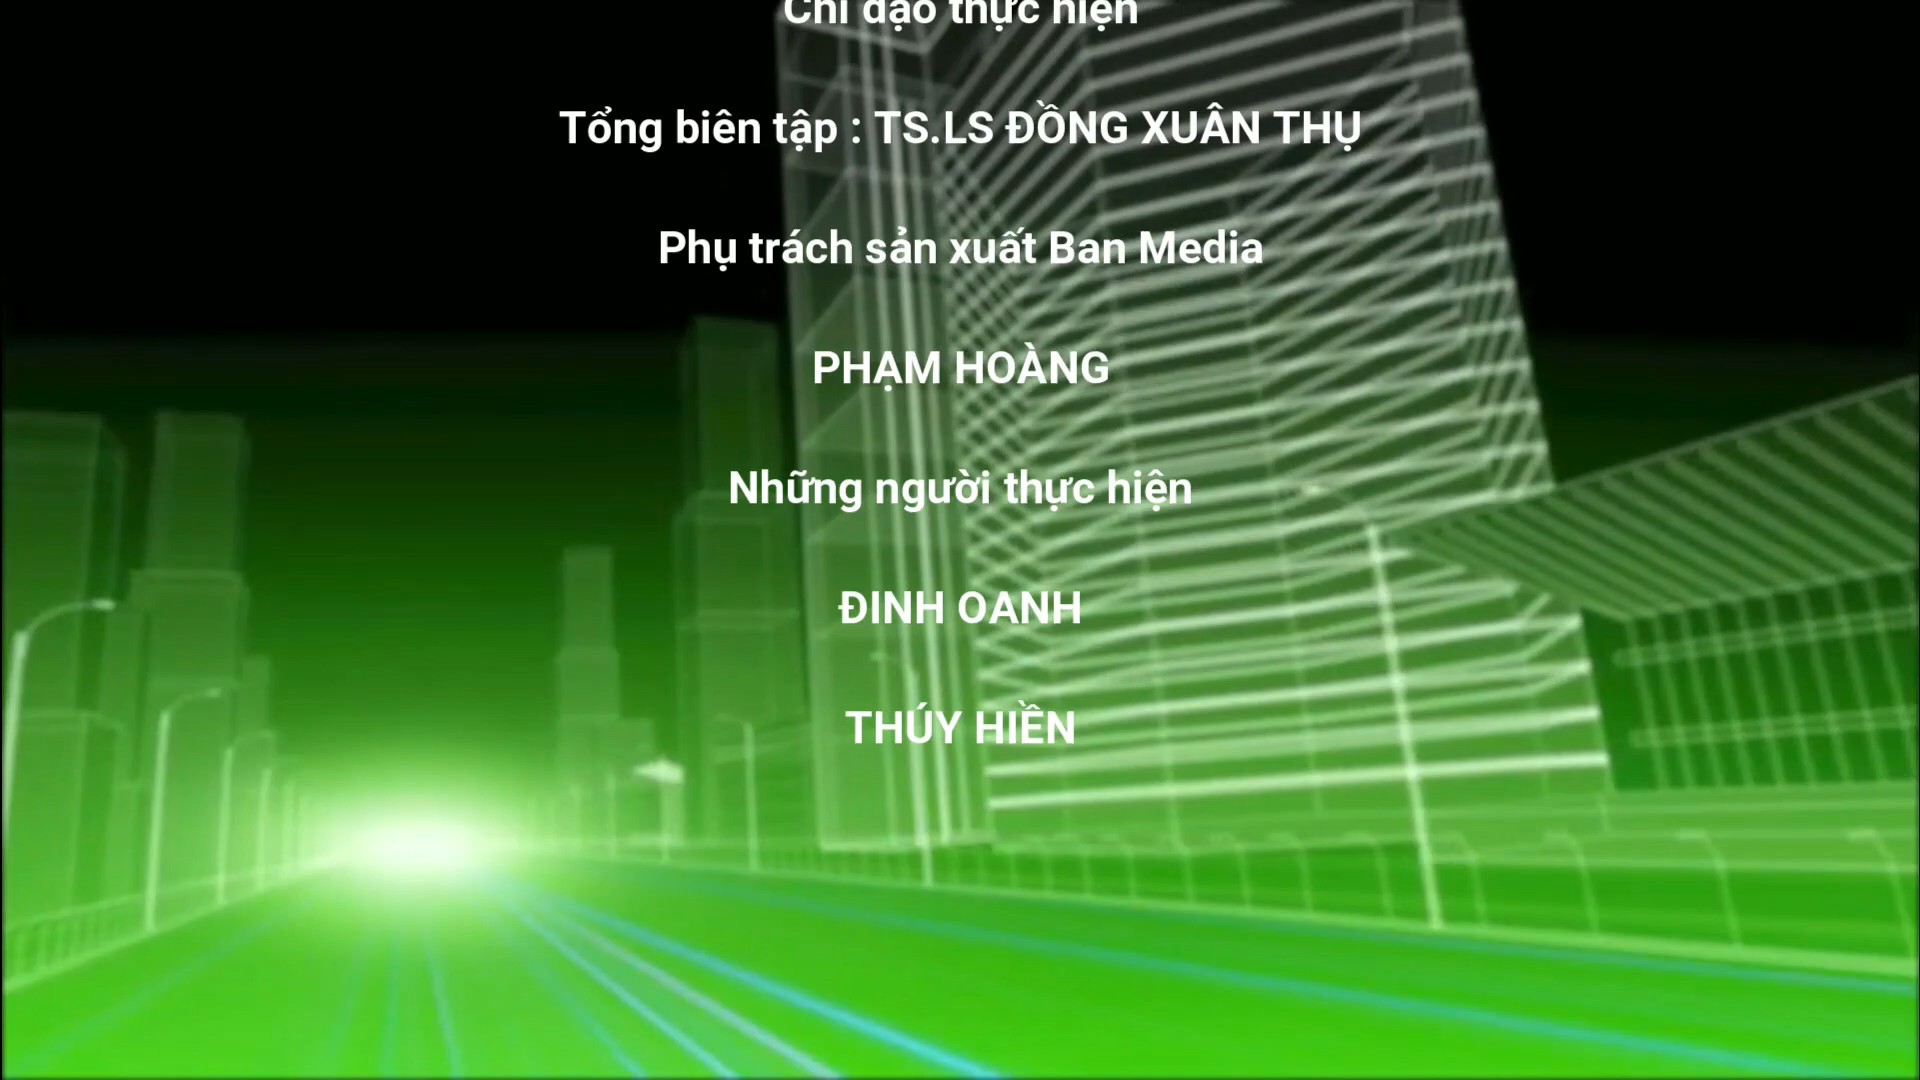 Chỉ đạo thực hiện
Tổng biên tập : TS.LS ĐỒNG XUÂN THỤ
Phụ trách sản xuất Ban Media
PHẠM HOÀNG
Những người thực hiện
ĐINH OANH
THÚY HIỀN